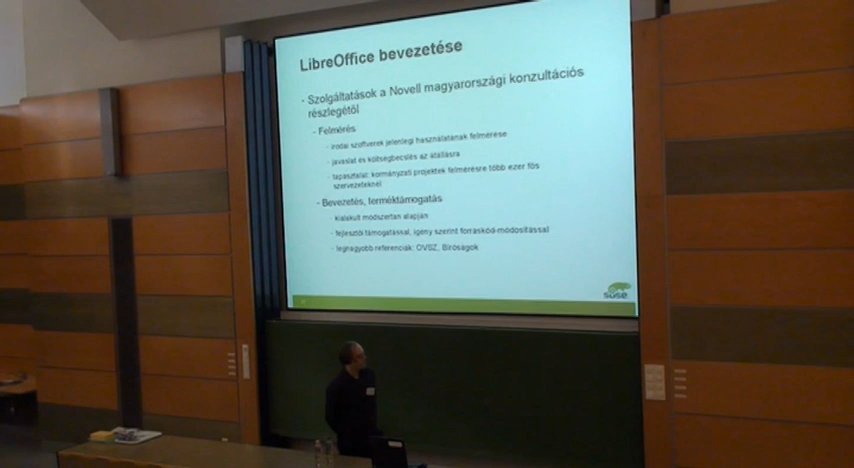 LibreOffice bevezetése
- Szolgáltatások a Novell magyarországi konzultációs
részlegétől
- Felmérés
- irodai szoftverek jelenlegi használatának felmérése
- javaslat és költségbecslés az átállásra
- tapasztalat: kormányzati projektek felmérésre több ezer fős
szervezeteknél
- Bevezetés, terméktámogatás
- kialakult módszertan alapján
- fejlesztői támogatással, igény szerint forráskód-módosítással
- legnagyobb referenciák: OVSZ, Bíróságok
suse